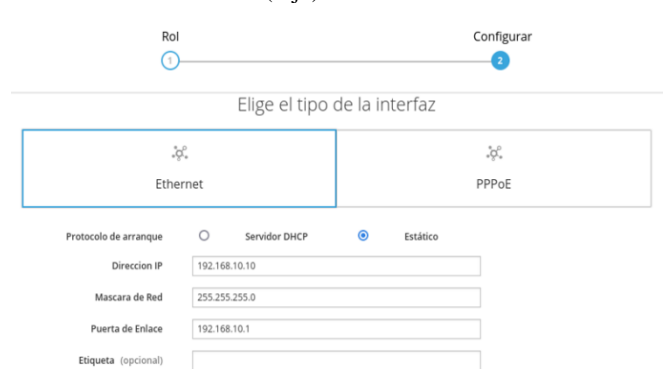 Rol Configurar
1 2
Elige el tipo de la interfaz
Ethernet PPPoE
Protocolo de arranque Servidor DHCP Estático
Direccion IP 192.168.10.10
Mascara de Red 255.255.255.0
Puerta de Enlace 192.168.10.1
Etiqueta (opcional)